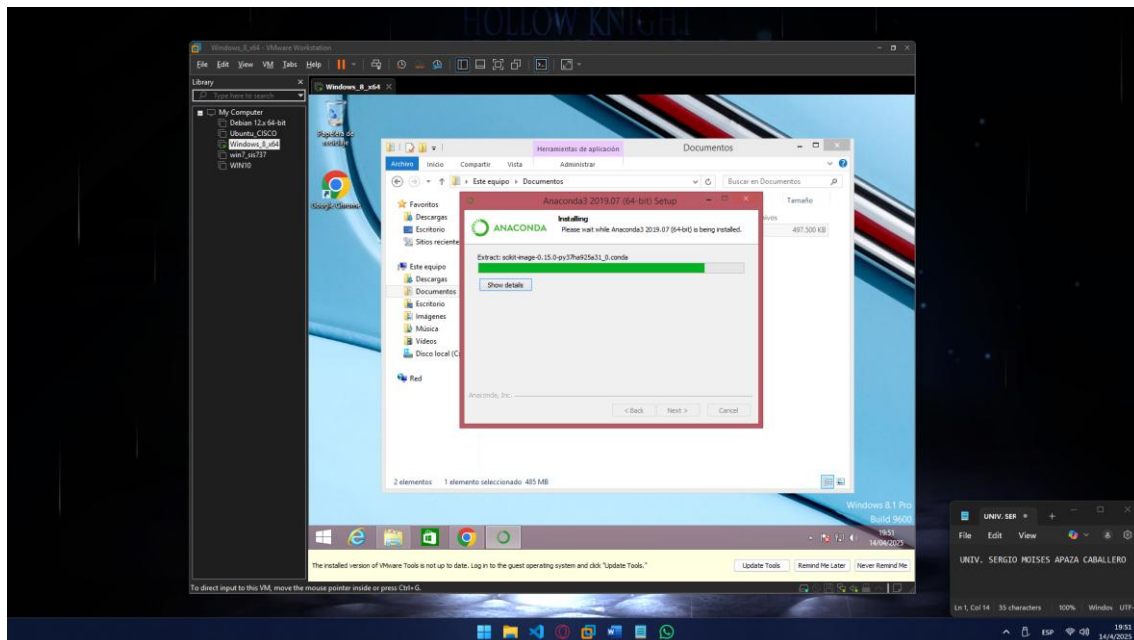 HOLLOW KNIGHT
Windows_8_x64 - VMware Workstation
File Edit View VM Tabs Help
Library
Type here to search
Windows_8_x64
My Computer
Debian 12.x 64-bit
Ubuntu_CISCO
Windows_8_x64
win7_sis737
WIN10
Papelera de
reciclaje
Google Chrome
Herramientas de aplicación
Documentos
Archivo Inicio Compartir Vista Administrar
Este equipo Documentos
Buscar en Documentos
Favoritos
Descargas
Escritorio
Sitios reciente
Este equipo
Descargas
Documentos
Escritorio
Imágenes
Música
Vídeos
Disco local (C
Red
Tamaño
497.500 KB
Anaconda3 2019.07 (64-bit) Setup
ANACONDA
Installing
Please wait while Anaconda3 2019.07 (64-bit) is being installed.
Extract: scikit-image-0.15.0-py37ha925a31_0.conda
Show details
Anaconda, Inc.
< Back Next > Cancel
2 elementos 1 elemento seleccionado 485 MB
Windows 8.1 Pro
Build 9600
19:51
14/04/2025
The installed version of VMware Tools is not up to date. Log in to the guest operating system and click "Update Tools."
Update Tools Remind Me Later Never Remind Me
To direct input to this VM, move the mouse pointer inside or press Ctrl+G.
UNIV. SER
File Edit View
UNIV. SERGIO MOISES APAZA CABALLERO
Ln 1, Col 14 35 characters 100% Window UTF-
ESP
19:51
14/4/2025